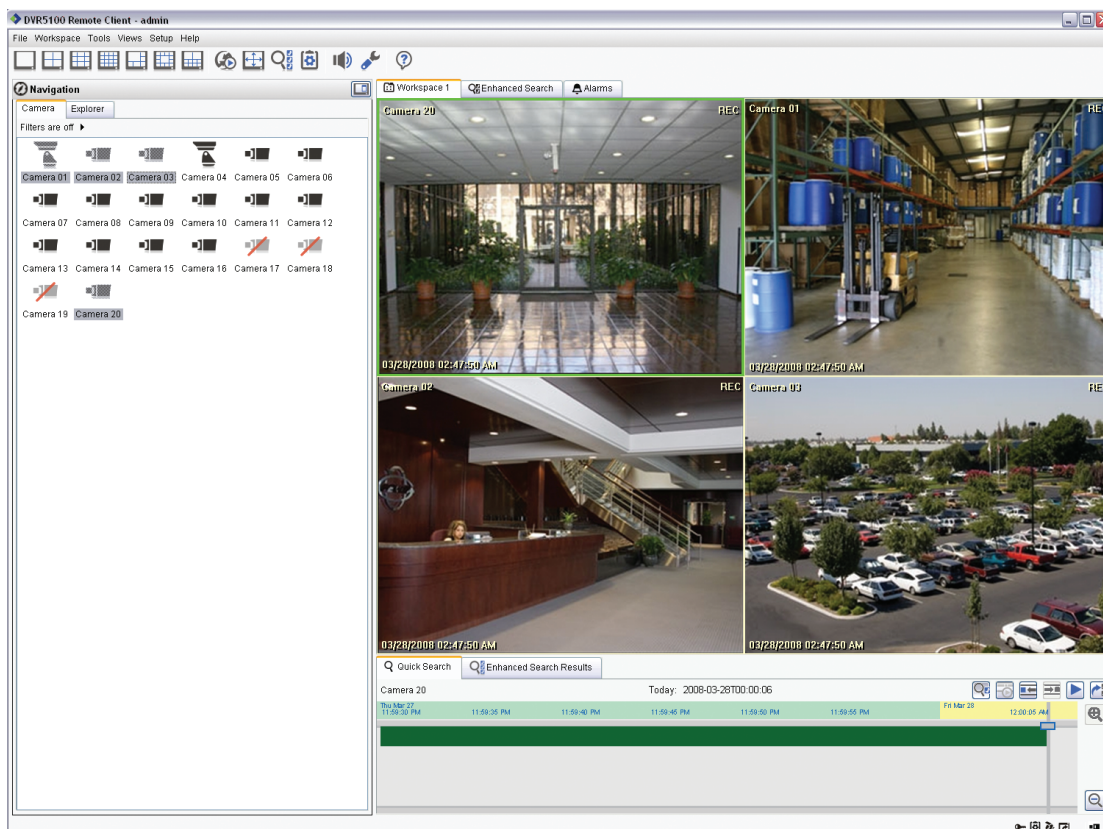 DVR5100 Remote Client - admin
File Workspace Tools Views Setup Help
Navigation
Camera Explorer
Filters are off
Camera 01 Camera 02 Camera 03 Camera 04 Camera 05 Camera 06
Camera 07 Camera 08 Camera 09 Camera 10 Camera 11 Camera 12
Camera 13 Camera 14 Camera 15 Camera 16 Camera 17 Camera 18
Camera 19 Camera 20
Workspace 1 Enhanced Search Alarms
Camera 20 REC
03/28/2008 02:47:50 AM
Camera 01 RE
03/28/2008 02:47:50 AM
Camera 02 REC
03/28/2008 02:47:50 AM
Camera 03 RE
03/28/2008 02:47:50 AM
Quick Search Enhanced Search Results
Camera 20 Today: 2008-03-28T00:00:06
Thu Mar 27 Fri Mar 28
11:59:30 PM 11:59:35 PM 11:59:40 PM 11:59:45 PM 11:59:50 PM 11:59:55 PM 12:00:05 AM